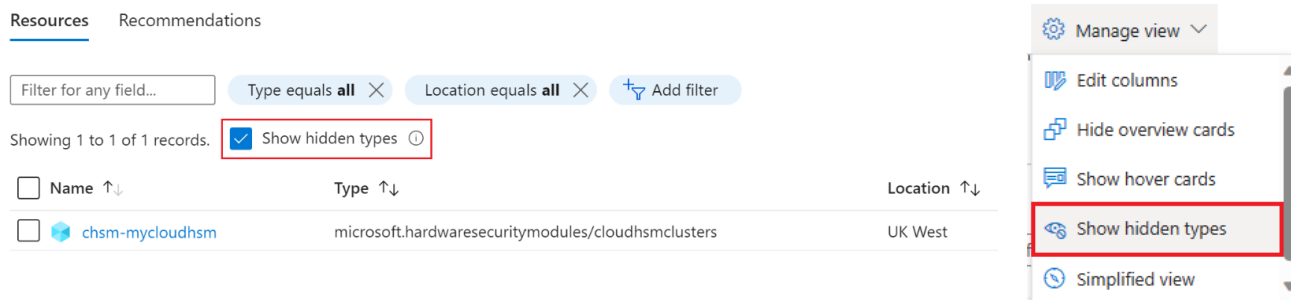 Resources Recommendations
Filter for any field... Type equals all Location equals all Add filter
Showing 1 to 1 of 1 records. Show hidden types
Name Type Location
chsm-mycloudhsm microsoft.hardwaresecuritymodules/cloudhsmclusters UK West
Manage view
Edit columns
Hide overview cards
Show hover cards
Show hidden types
Simplified view